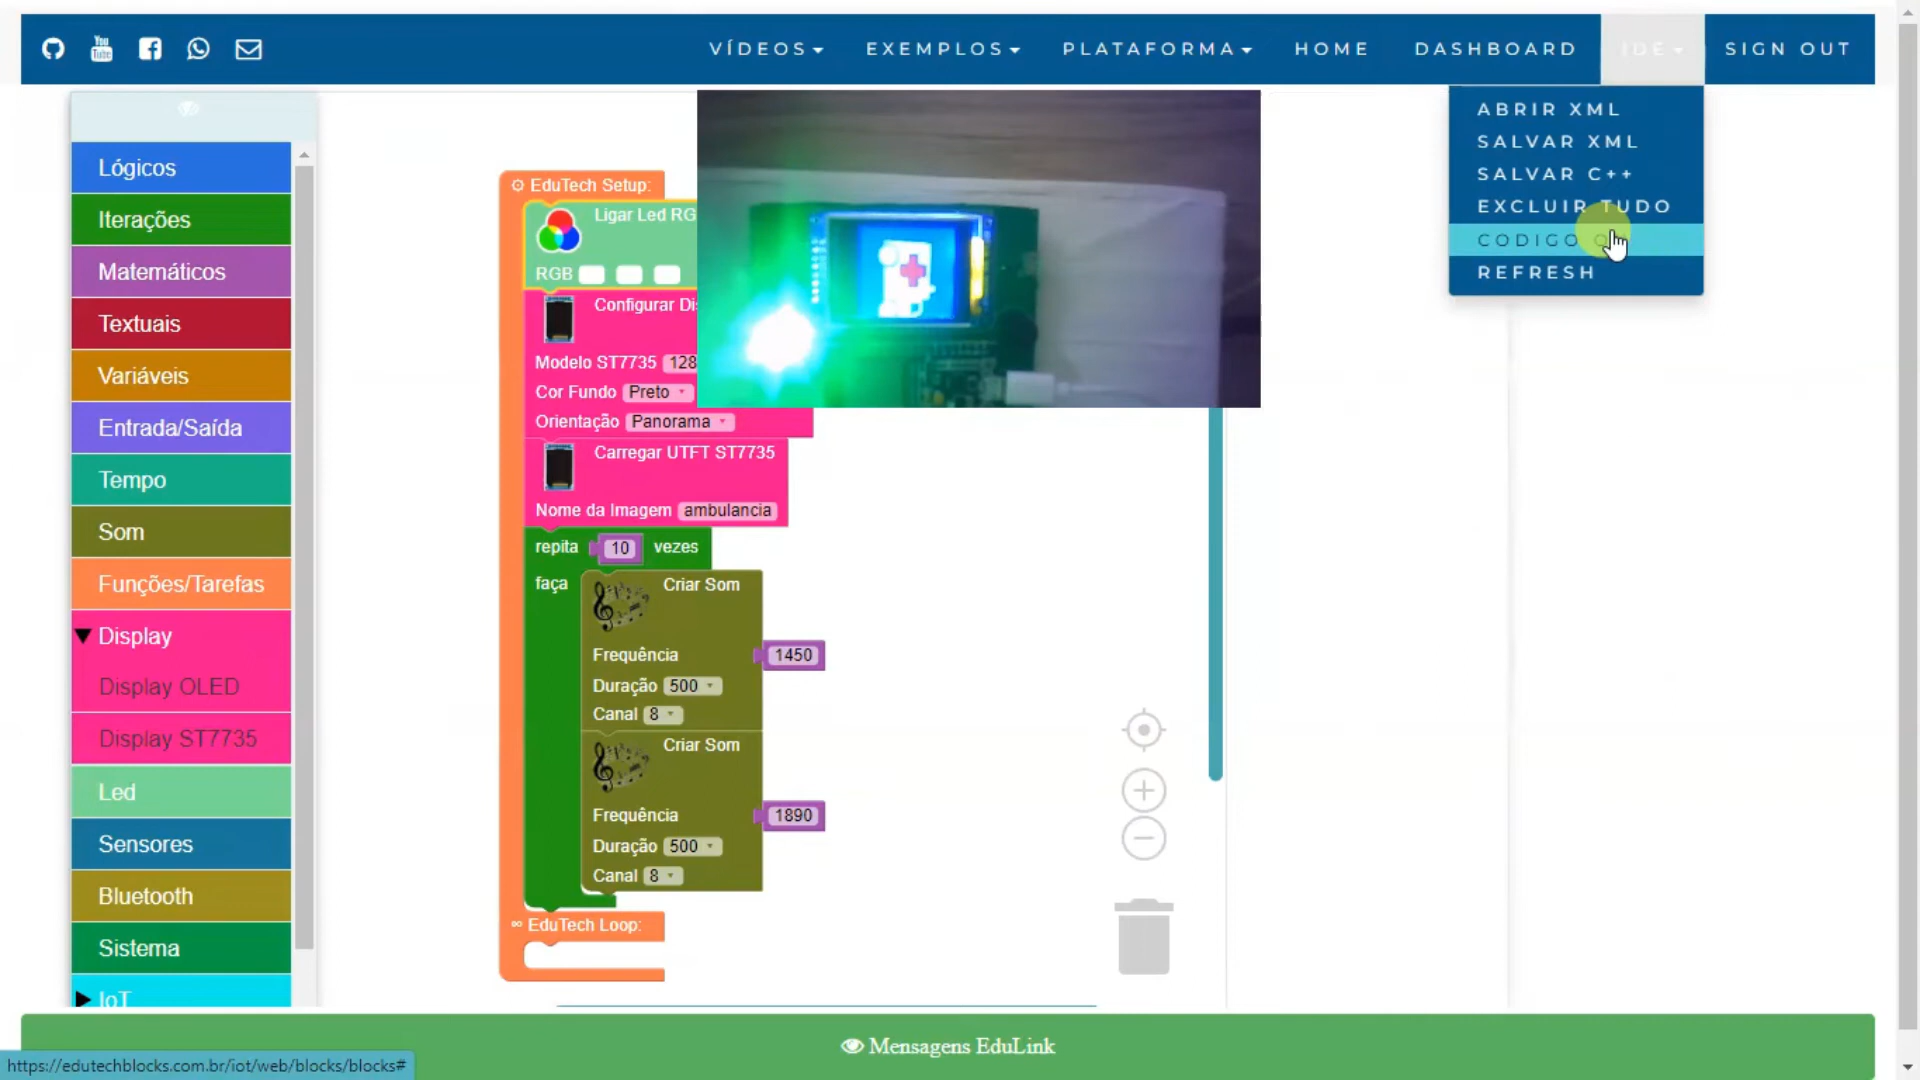 You
Tube
VÍDEOS
EXEMPLOS
PLATAFORMA
HOME
DASHBOARD
IDE
SIGN OUT
ABRIR XML
SALVAR XML
SALVAR C++
EXCLUIR TUDO
CODIGO
REFRESH
Lógicos
Iterações
Matemáticos
Textuais
Variáveis
Entrada/Saída
Tempo
Som
Funções/Tarefas
Display
Display OLED
Display ST7735
Led
Sensores
Bluetooth
Sistema
IoT
EduTech Setup:
Ligar Led RG
RGB
Configurar Di
Modelo ST7735 128
Cor Fundo Preto
Orientação Panorama
Carregar UTFT ST7735
Nome da Imagem ambulancia
repita 10 vezes
faça
Criar Som
Frequência 1450
Duração 500
Canal 8
Criar Som
Frequência 1890
Duração 500
Canal 8
EduTech Loop:
Mensagens EduLink
https://edutechblocks.com.br/iot/web/blocks/blocks#